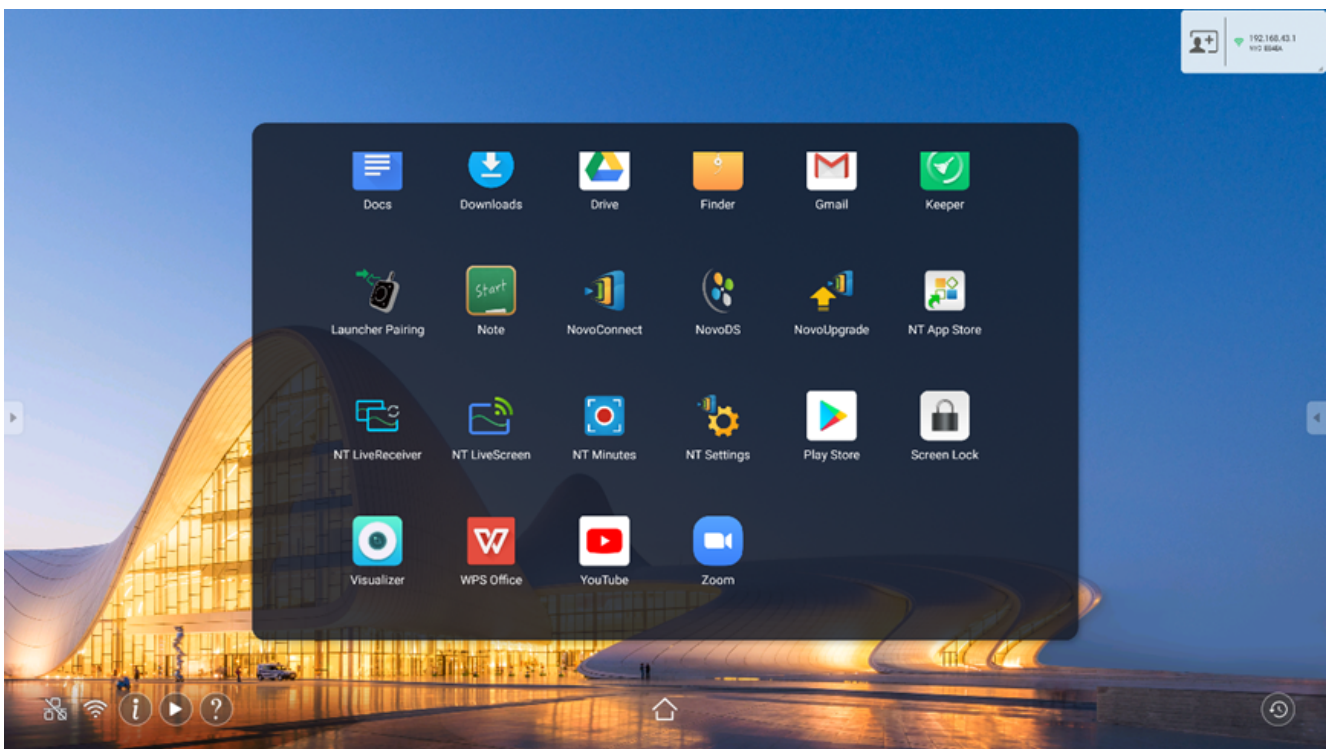 192.168.43.1
Docs
Downloads
Drive
Finder
Gmail
Keeper
Start
Launcher Pairing
Note
NovoConnect
NovoDS
NovoUpgrade
NT App Store
NT LiveReceiver
NT LiveScreen
NT Minutes
NT Settings
Play Store
Screen Lock
Visualizer
WPS Office
YouTube
Zoom